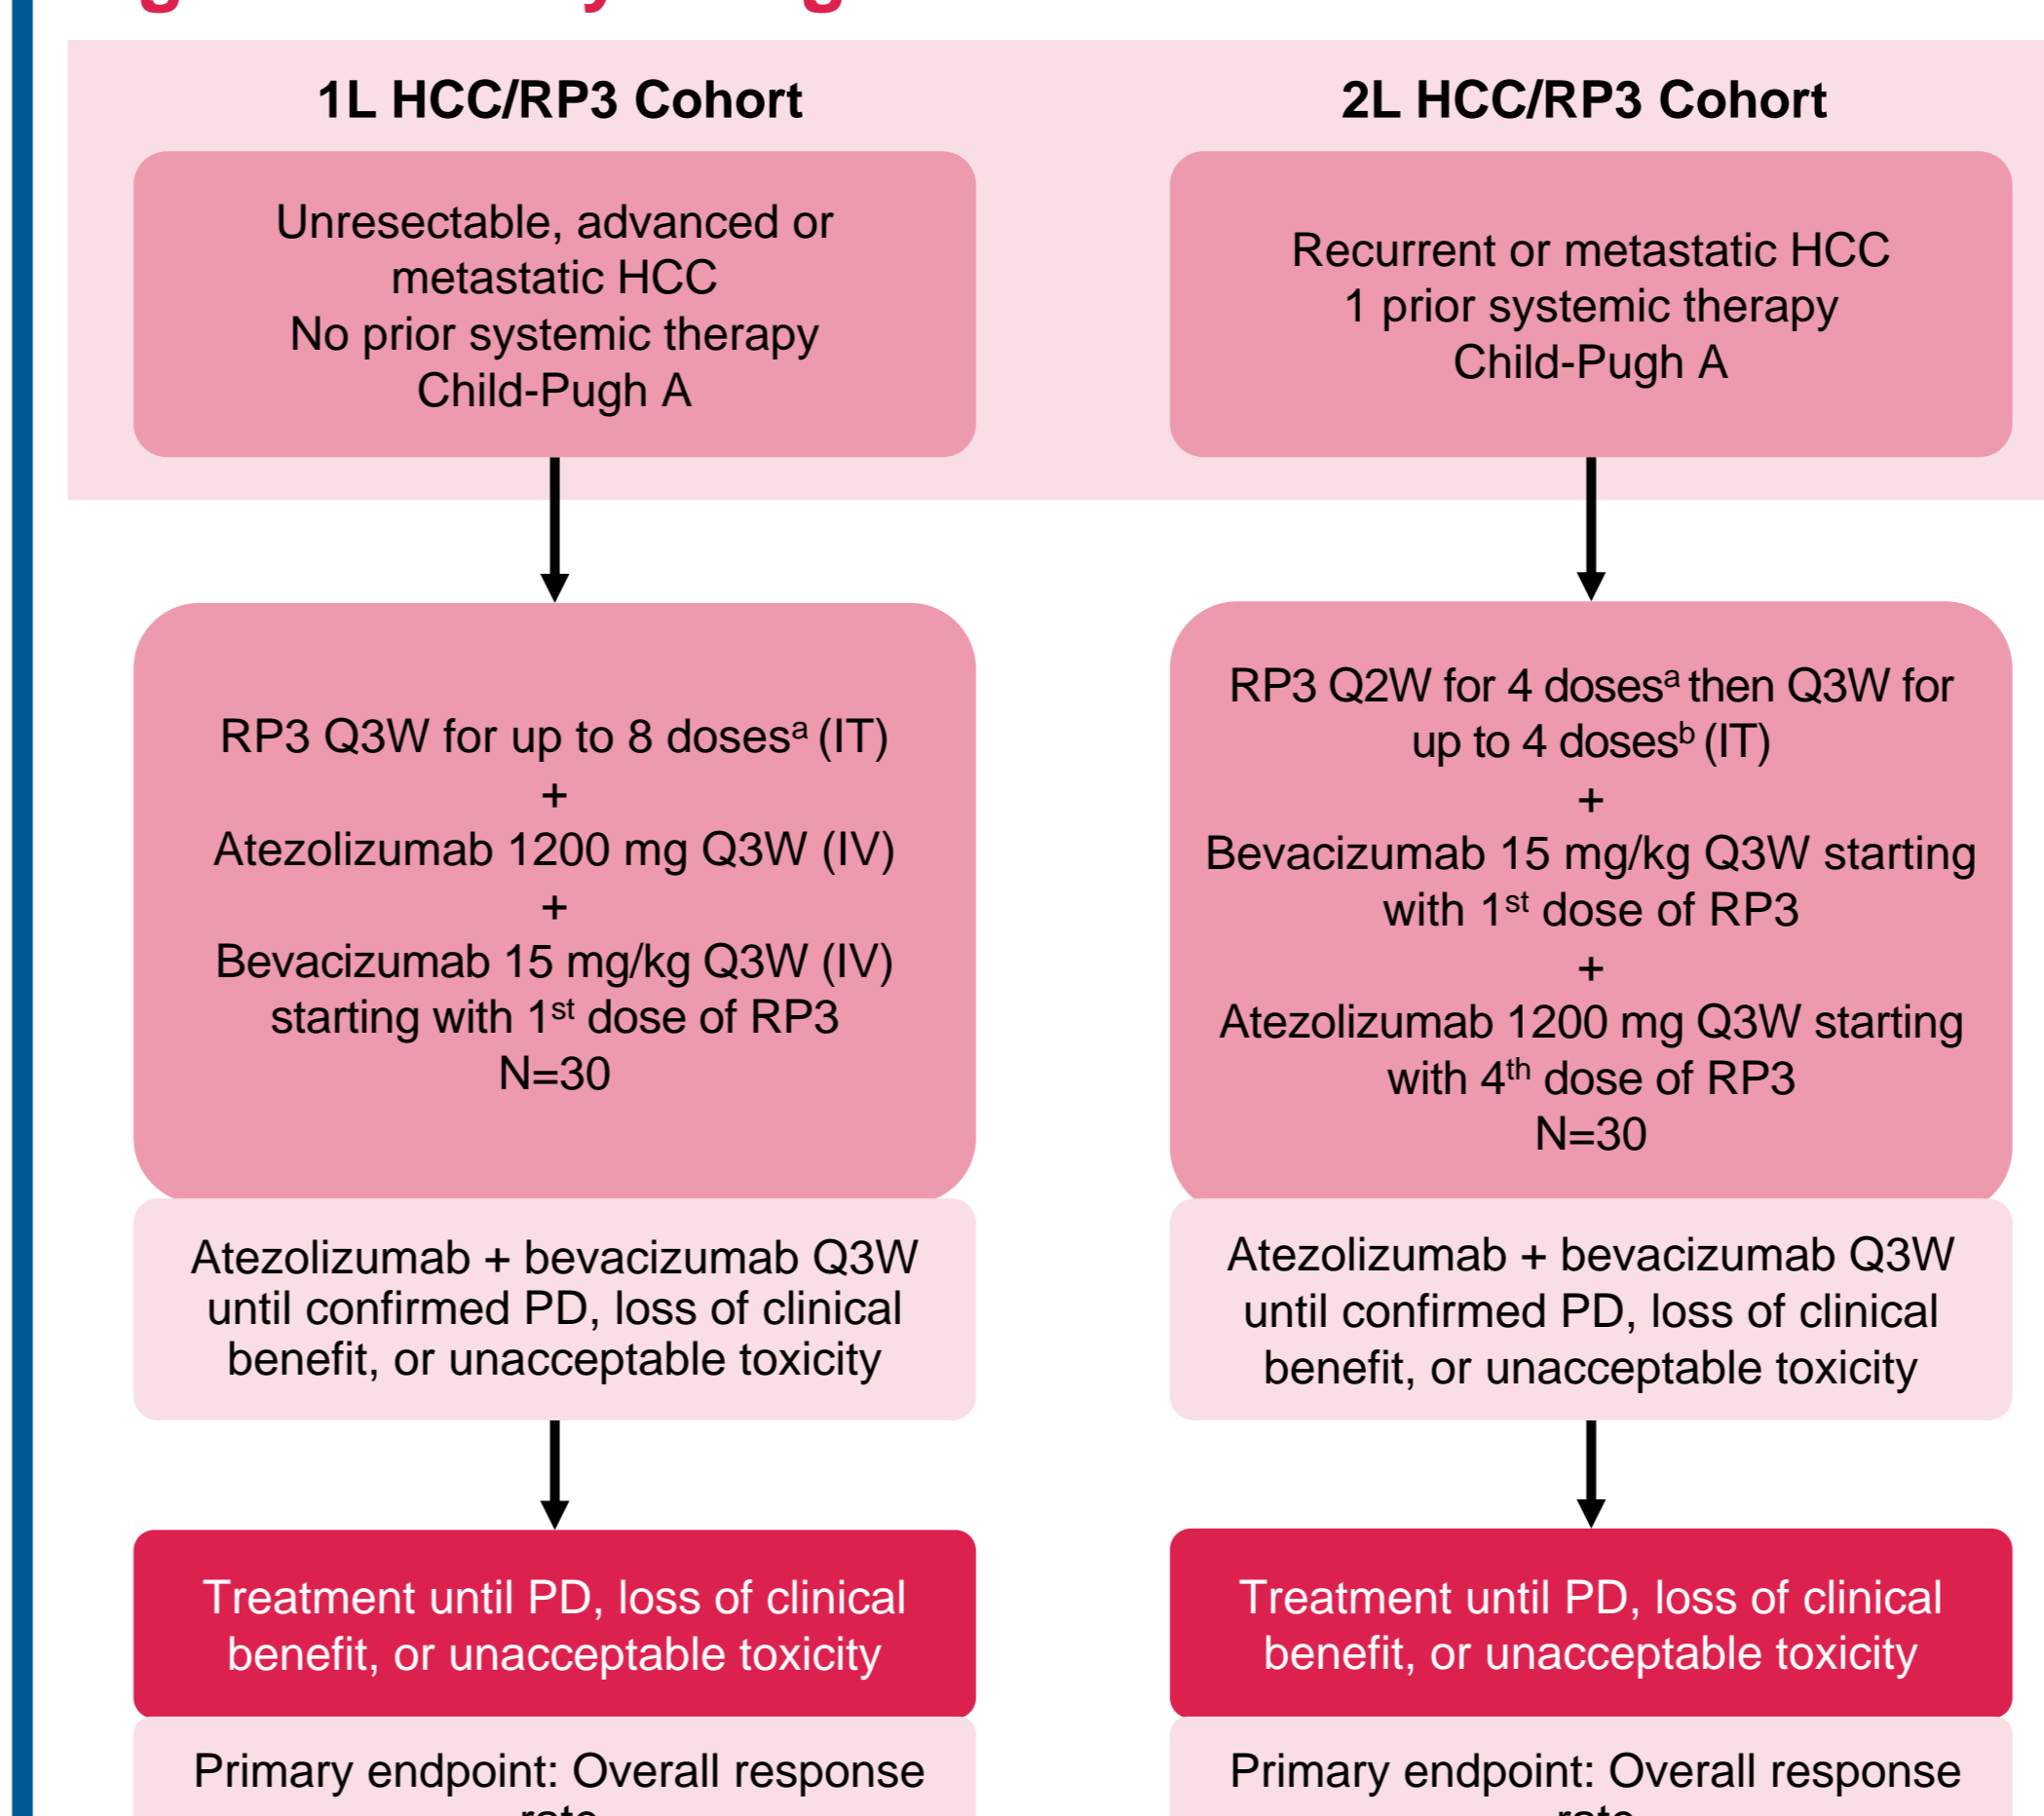 1L HCC/RP3 Cohort
Unresectable, advanced or
metastatic HCC
No prior systemic therapy
Child-Pugh A
RP3 Q3W for up to 8 dosesᵃ (IT)
+
Atezolizumab 1200 mg Q3W (IV)
+
Bevacizumab 15 mg/kg Q3W (IV)
starting with 1ˢᵗ dose of RP3
N=30
Atezolizumab + bevacizumab Q3W
until confirmed PD, loss of clinical
benefit, or unacceptable toxicity
Treatment until PD, loss of clinical
benefit, or unacceptable toxicity
Primary endpoint: Overall response
rate
2L HCC/RP3 Cohort
Recurrent or metastatic HCC
1 prior systemic therapy
Child-Pugh A
RP3 Q2W for 4 dosesᵃ then Q3W for
up to 4 dosesᵇ (IT)
+
Bevacizumab 15 mg/kg Q3W starting
with 1ˢᵗ dose of RP3
+
Atezolizumab 1200 mg Q3W starting
with 4ᵗʰ dose of RP3
N=30
Atezolizumab + bevacizumab Q3W
until confirmed PD, loss of clinical
benefit, or unacceptable toxicity
Treatment until PD, loss of clinical
benefit, or unacceptable toxicity
Primary endpoint: Overall response
rate